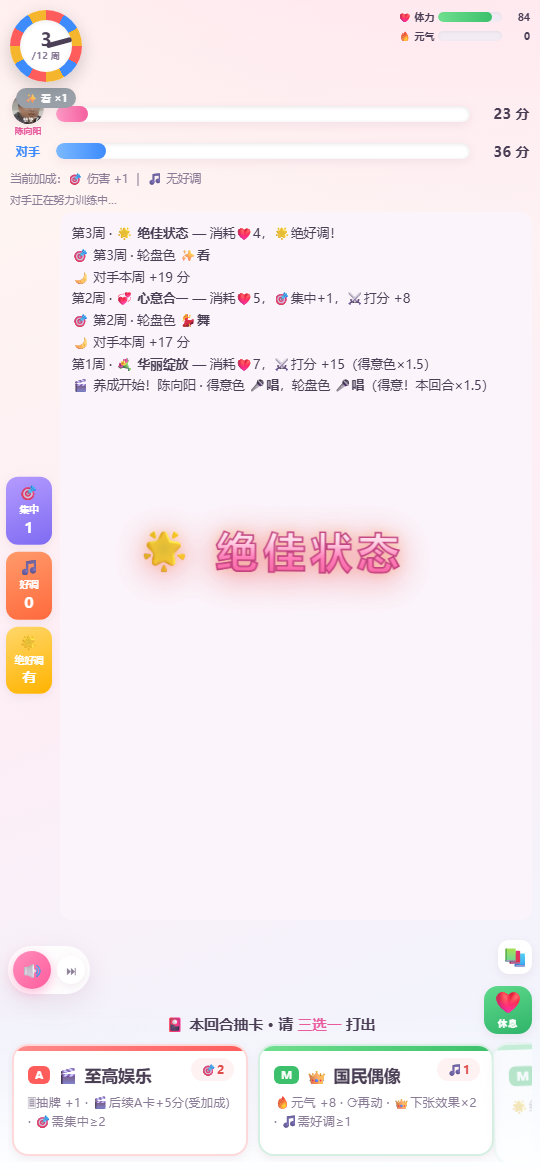 3
/12 周
体力 84
元气 0
看 ×1
陈向阳
23 分
对手
36 分
当前加成: 伤害 +1 | 无好调
对手正在努力训练中...
第3周 · 绝佳状态 — 消耗 4, 绝好调!
第3周 · 轮盘色 看
对手本周 +19 分
第2周 · 心意合一 — 消耗 5, 集中+1, 打分 +8
第2周 · 轮盘色 舞
对手本周 +17 分
第1周 · 华丽绽放 — 消耗 7, 打分 +15 (得意色×1.5)
养成开始! 陈向阳 · 得意色 唱, 轮盘色 唱 (得意! 本回合×1.5)
集中
1
好调
0
绝好调
有
绝佳状态
休息
本回合抽卡 • 请 三选一 打出
A 至高娱乐 2
抽牌 +1 · 后续A卡+5分(受加成)
· 需集中≥2
M 国民偶像 1
元气 +8 · 再动 · 下张效果×2
· 需好调≥1
M